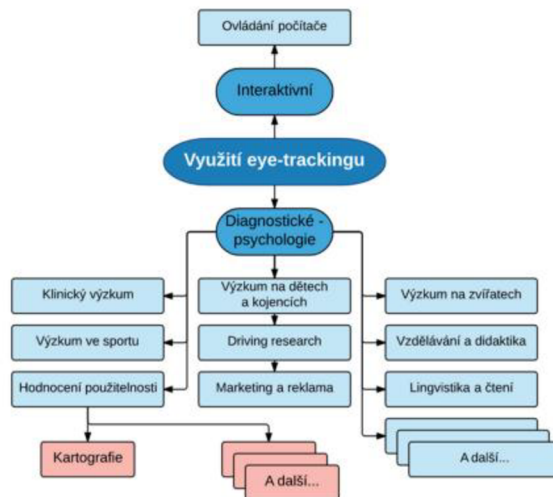 Ovládání počítače
Interaktivní
Využití eye-trackingu
Diagnostické -
psychologie
Klinický výzkum
Výzkum na dětech
a kojencích
Výzkum na zvířatech
Výzkum ve sportu
Driving research
Vzdělávání a didaktika
Hodnocení použitelnosti
Marketing a reklama
Lingvistika a čtení
Kartografie
A další...
A další...